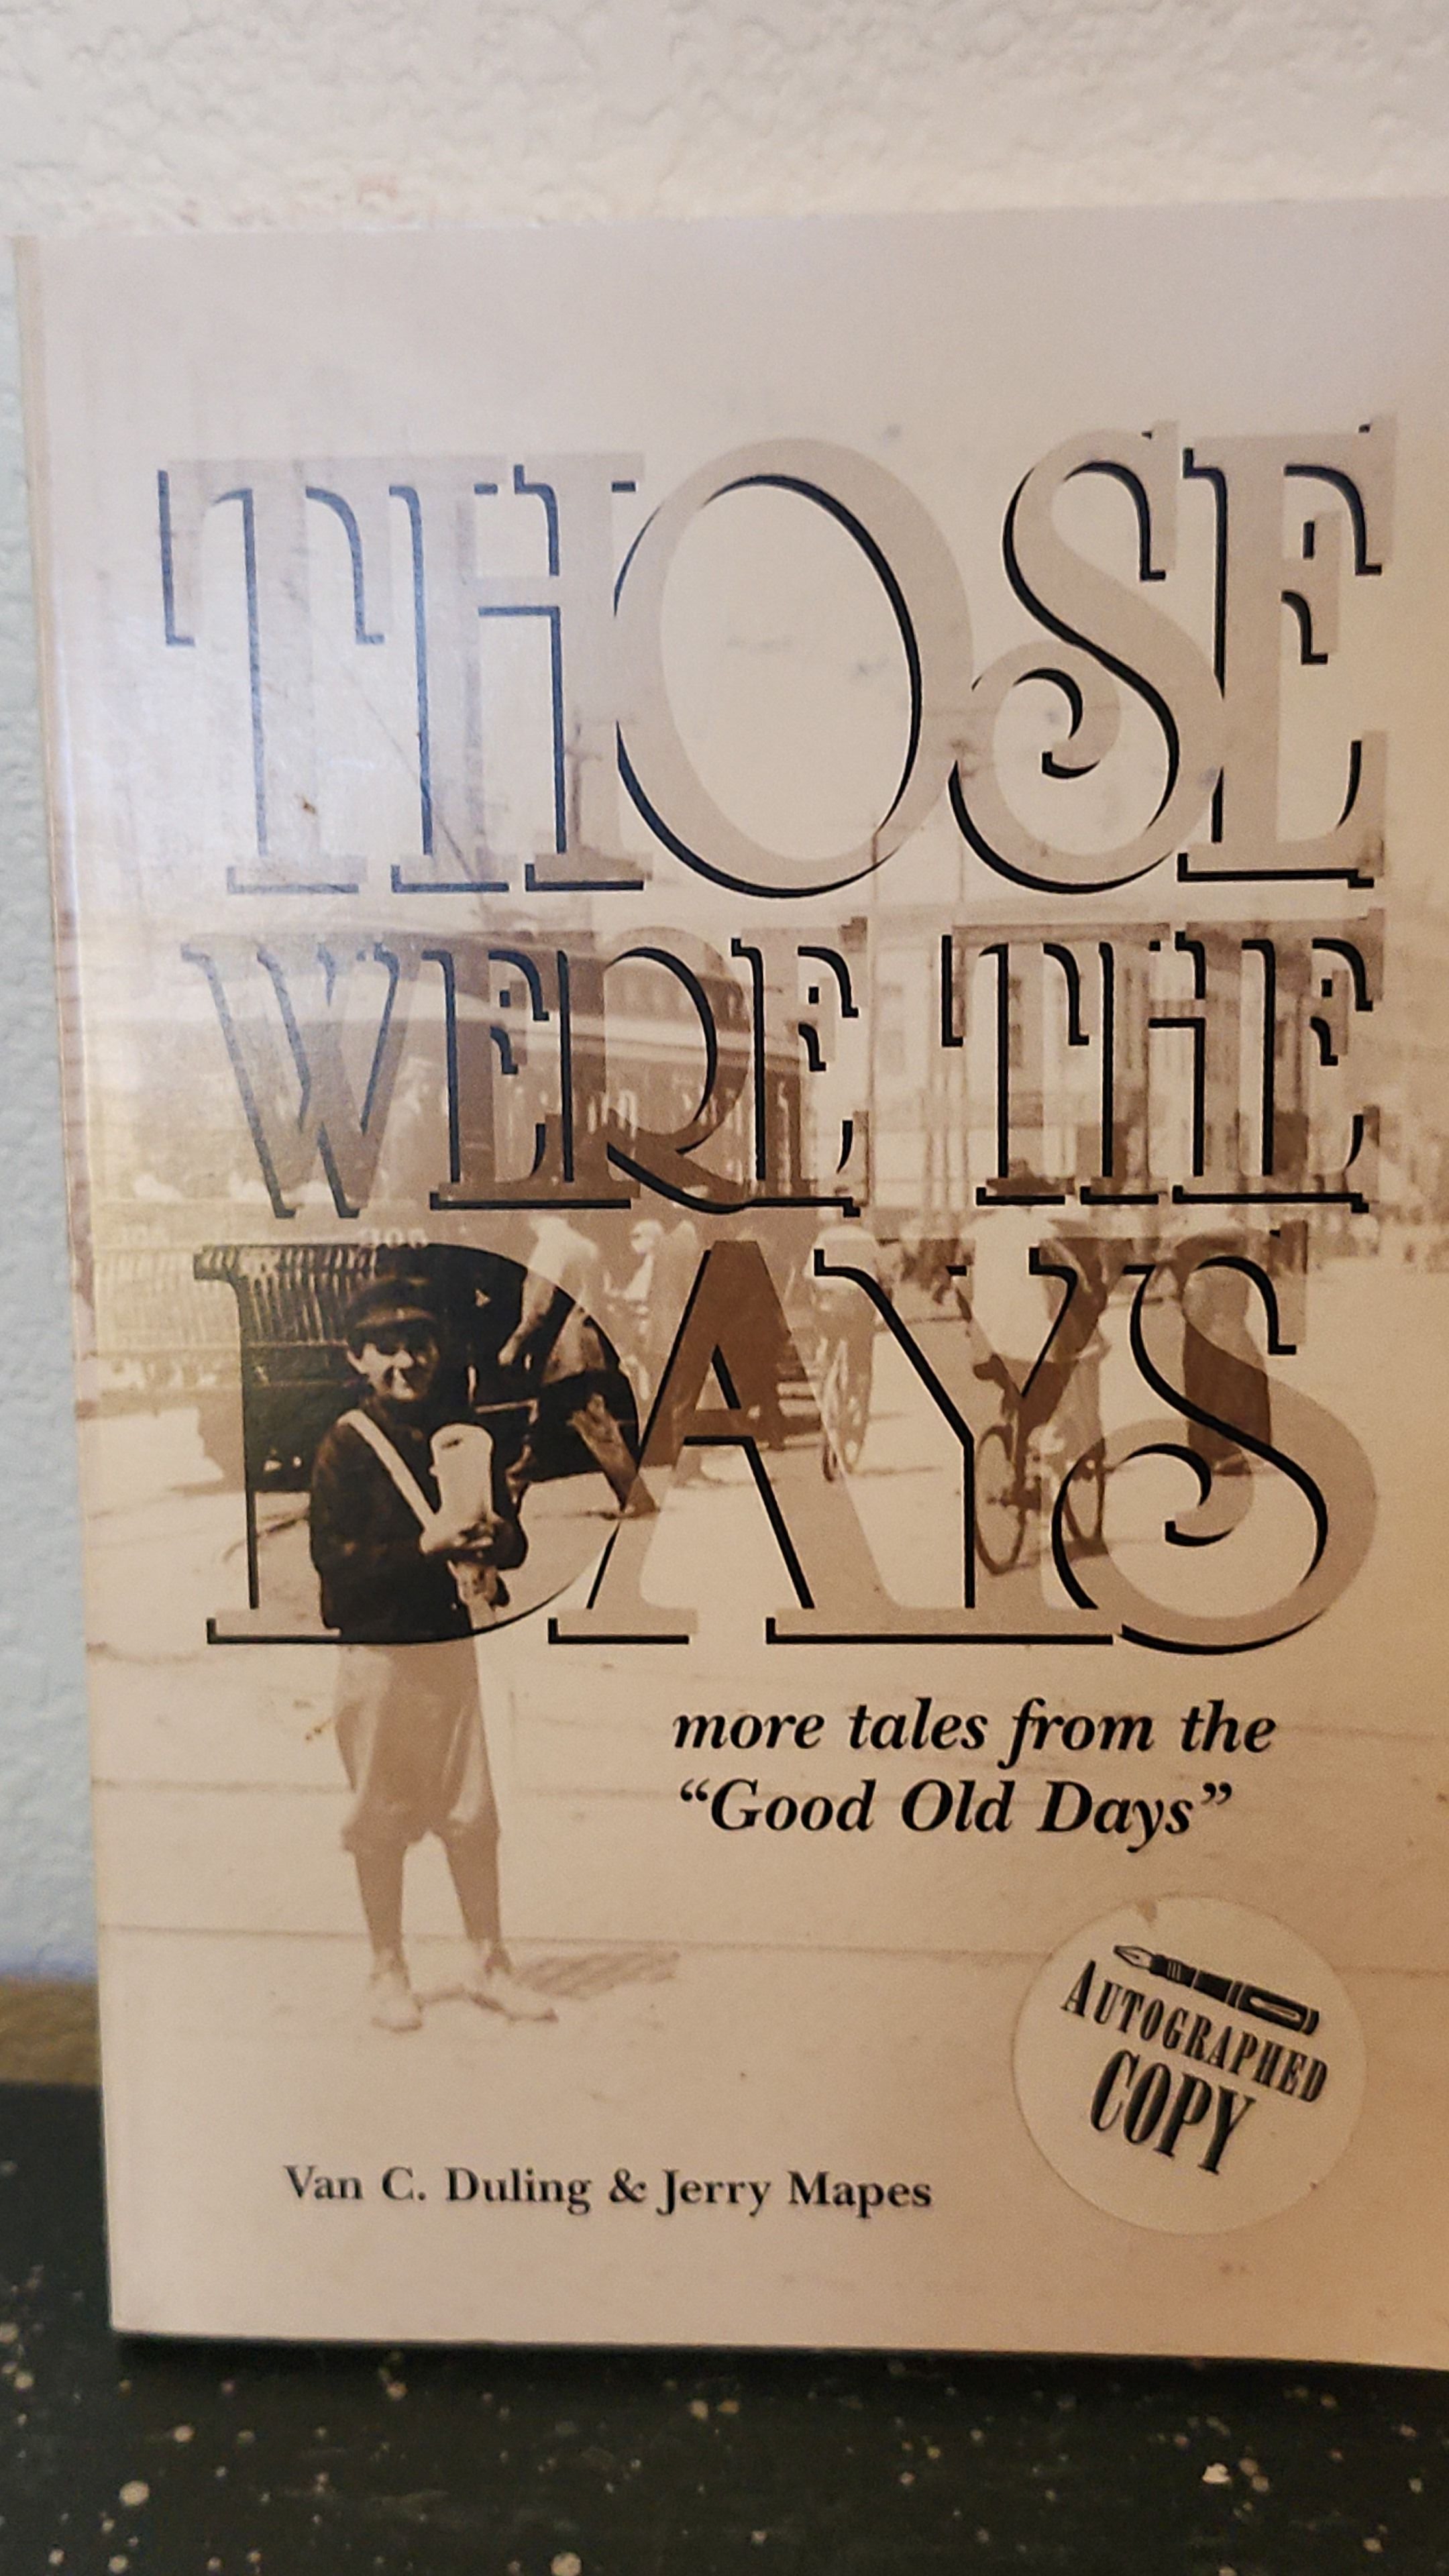 THOSE
WERE THE
DAYS
more tales from the
“Good Old Days”
AUTOGRAPHED
COPY
Van C. Duling & Jerry Mapes